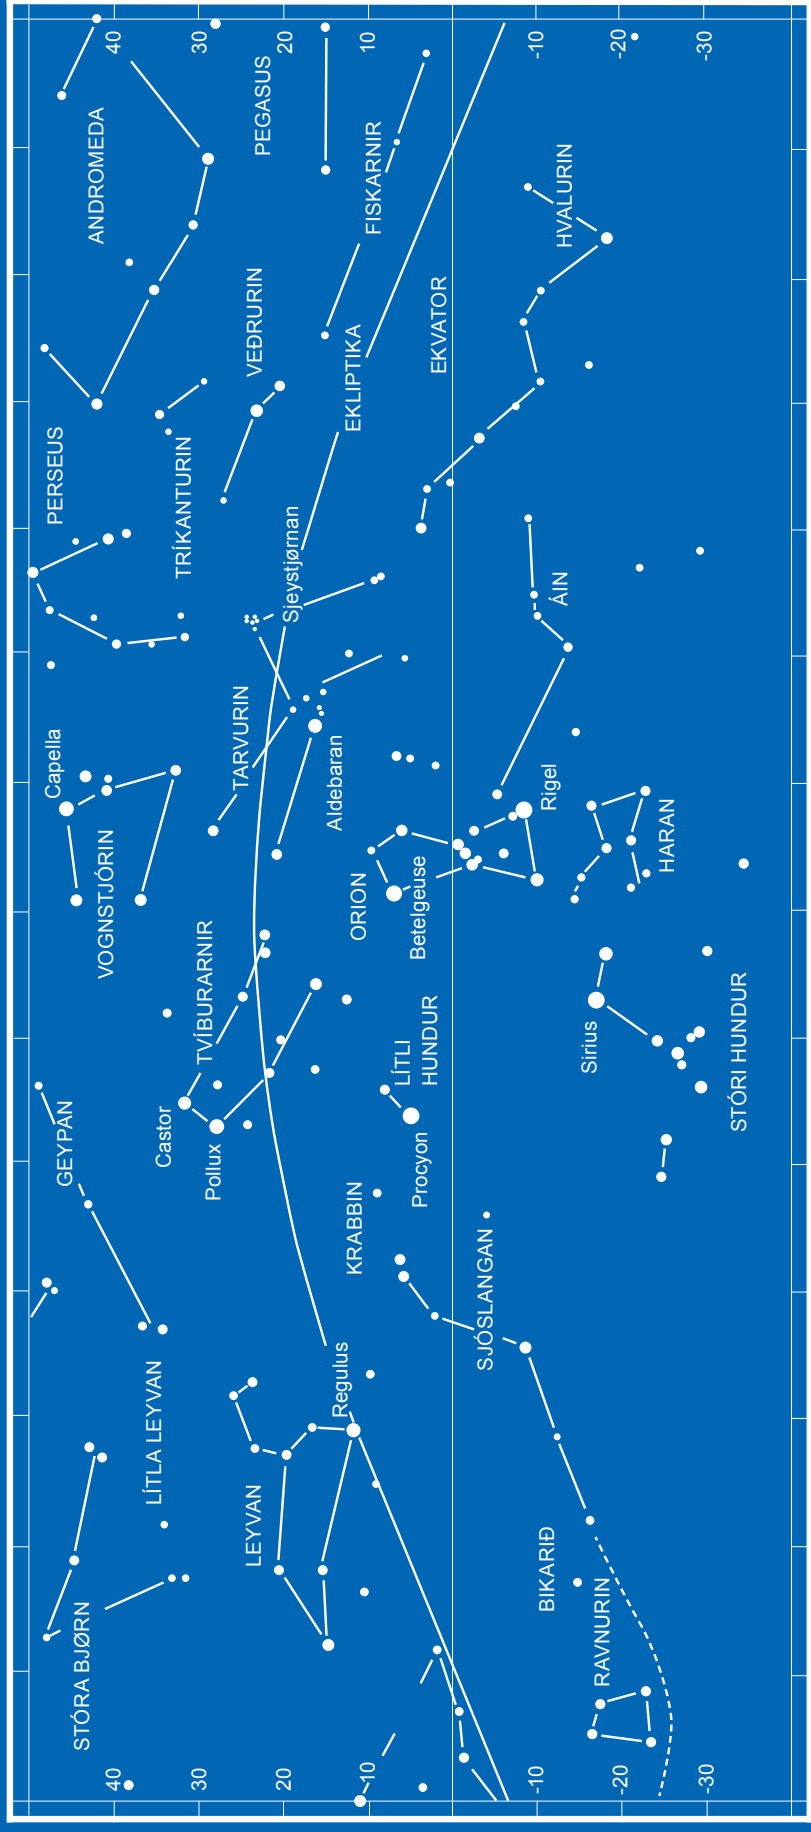 40
30
20
10
-10
-20
-30
ANDROMEDA
PEGASUS
FISKARNIR
HVALURIN
VEÐRURIN
EKVATOR
EKLIPTIKA
PERSEUS
TRÍKANTURIN
Sjeystjørnan
ÁIN
TARVURIN
Capella
Aldebaran
Rigel
VOGNSTJÓRIN
ORION
Betelgeuse
HARAN
TVÍBURARNIR
LÍTLI
HUNDUR
Sirius
STÓRI HUNDUR
GEYPAN
Castor
Pollux
Procyon
KRABBIN
SJÓSLANGAN
Regulus
LÍTLA LEYVAN
LEYVAN
BIKARIÐ
RAVNURIN
STÓRA BJØRN
40
30
20
10
-10
-20
-30